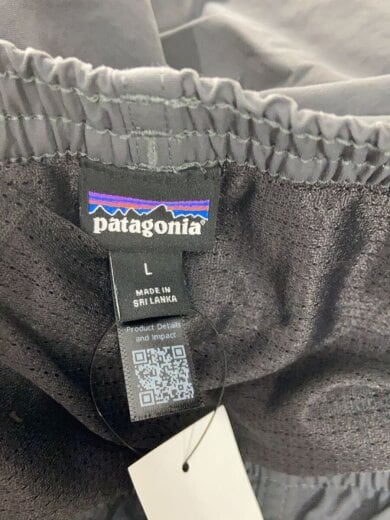 patagonia
L
MADE IN
SRI LANKA
Product Details
and Impact